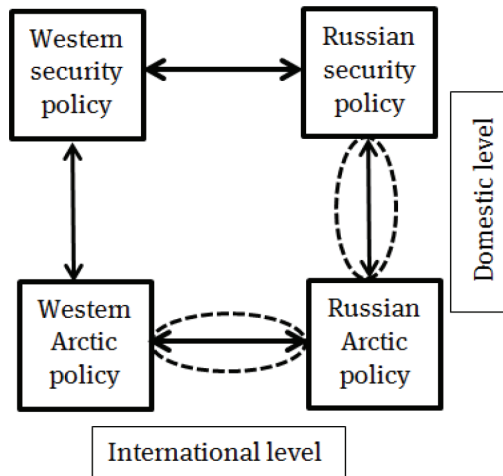 Western
security
policy
Russian
security
policy
Domestic level
Western
Arctic
policy
Russian
Arctic
policy
International level